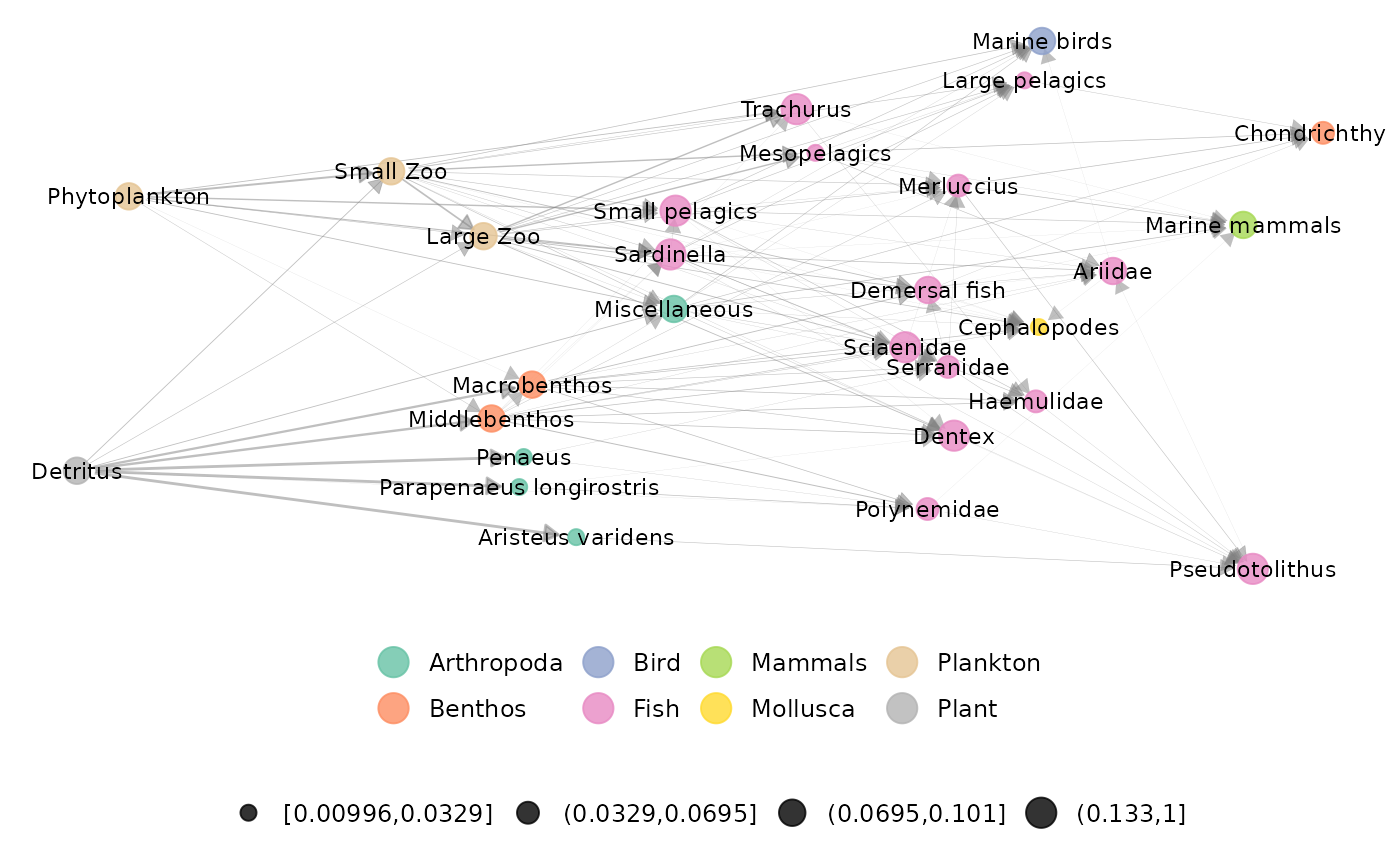 Marine birds
Large pelagics
Trachurus
Chondrichthy
Mesopelagics
Small Zoo
Merluccius
Phytoplankton
Small pelagics
Marine mammals
Large Zoo
Sardinella
Ariidae
Demersal fish
Miscellaneous
Cephalopodes
Sciaenidae
Serranidae
Macrobenthos
Haemulidae
Middlebenthos
Dentex
Penaeus
Detritus
Parapenaeus longirostris
Polynemidae
Aristeus varidens
Pseudotolithus
Arthropoda Bird Mammals Plankton
Benthos Fish Mollusca Plant
[0.00996,0.0329] (0.0329,0.0695] (0.0695,0.101] (0.133,1]